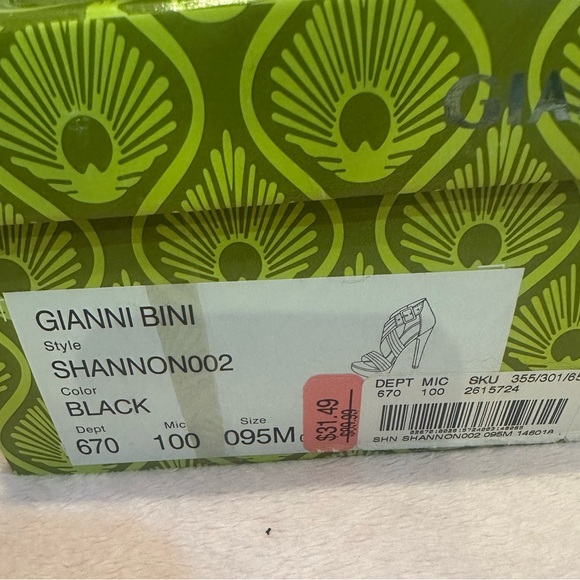 GIA
GIANNI BINI
Style
SHANNON002
Color
BLACK
Dept Mic Size
670 100 095M
$31.49
DEPT MIC SKU 355/301/65
670 100 2615724
SHN SHANNON002 095M 14601A